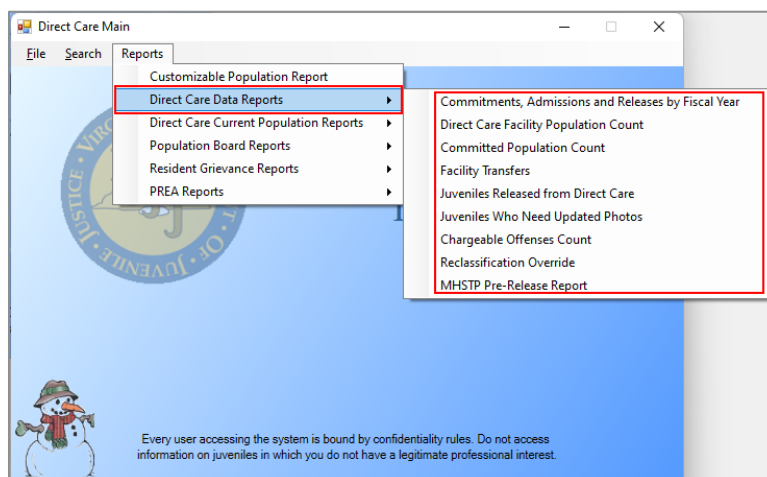 Direct Care Main
File Search Reports
Customizable Population Report
Direct Care Data Reports
Direct Care Current Population Reports
Population Board Reports
Resident Grievance Reports
PREA Reports
Commitments, Admissions and Releases by Fiscal Year
Direct Care Facility Population Count
Committed Population Count
Facility Transfers
Juveniles Released from Direct Care
Juveniles Who Need Updated Photos
Chargeable Offenses Count
Reclassification Override
MHSTP Pre-Release Report
OF JUVENILE JUSTICE
Every user accessing the system is bound by confidentiality rules. Do not access
information on juveniles in which you do not have a legitimate professional interest.